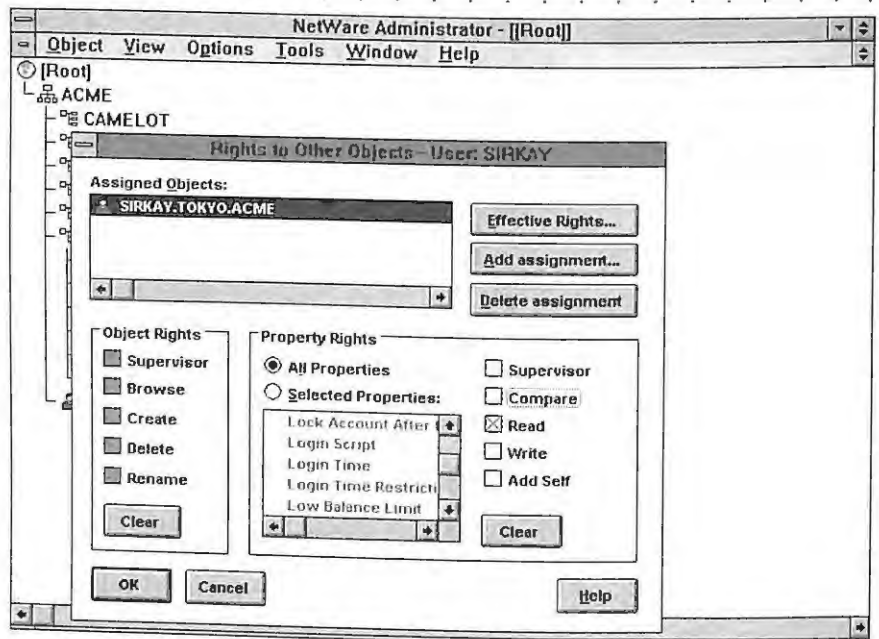 NetWare Administrator - [[Root]]
Object View Options Tools Window Help
[Root]
ACME
CAMELOT
Rights to Other Objects - User: SIRKAY
Assigned Objects:
SIRKAY.TOKYO.ACME
Effective Rights...
Add assignment...
Delete assignment
Object Rights
Supervisor
Browse
Create
Delete
Rename
Clear
Property Rights
All Properties
Selected Properties:
Lock Account After
Login Script
Login Time
Login Time Restricti
Low Balance Limit
Supervisor
Compare
Read
Write
Add Self
Clear
OK
Cancel
Help